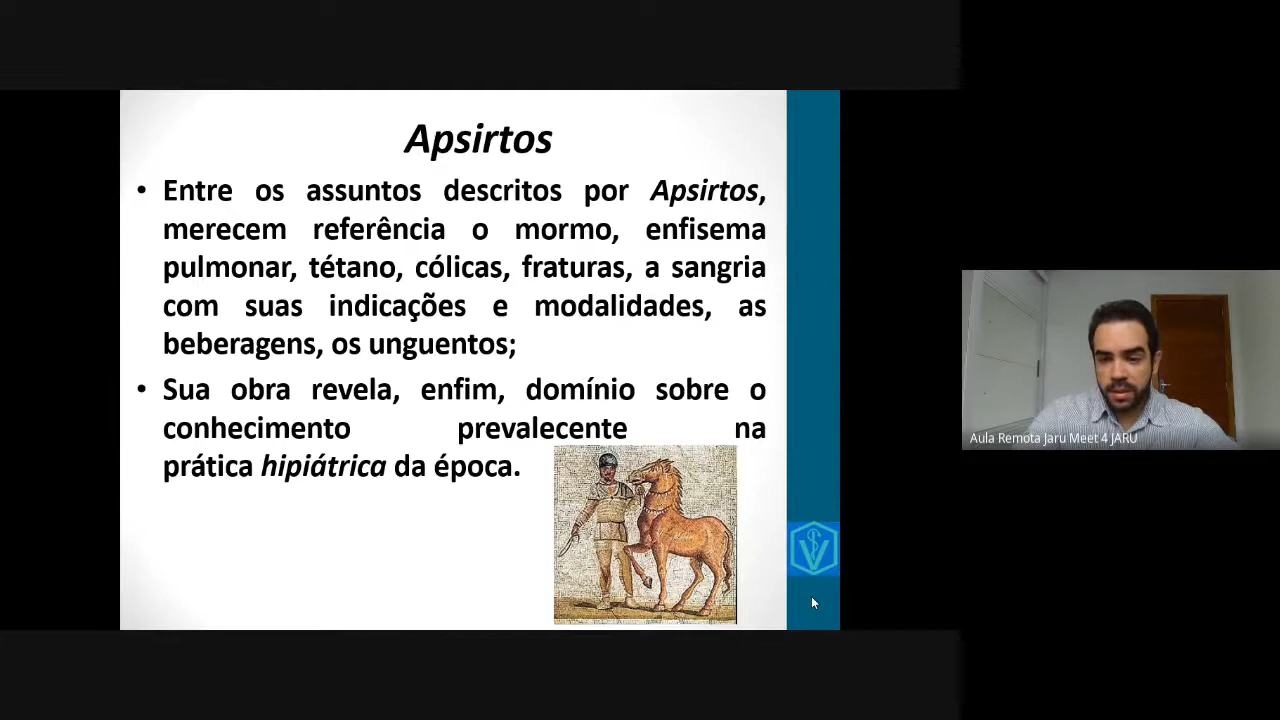 Apsirtos
• Entre os assuntos descritos por Apsirtos,
merecem referência o mormo, enfisema
pulmonar, tétano, cólicas, fraturas, a sangria
com suas indicações e modalidades, as
beberagens, os unguentos;
• Sua obra revela, enfim, domínio sobre o
conhecimento prevalecente na
prática hipiátrica da época.
Aula Remota Jaru Meet 4 JARU